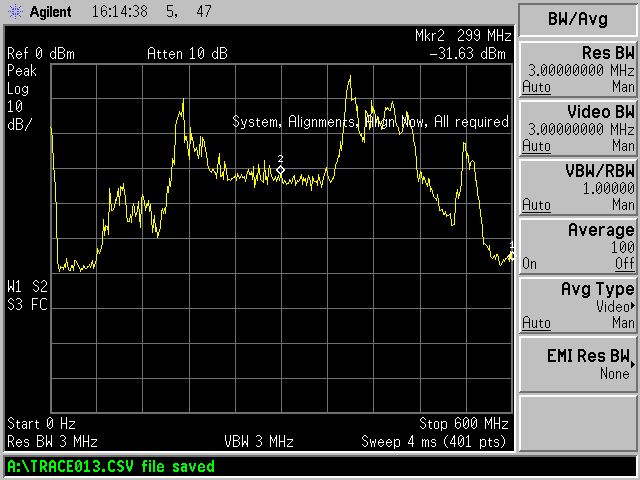 Agilent 16:14:38 5, 47
Mkr2 299 MHz
Ref 0 dBm Atten 10 dB -31.63 dBm
Peak
Log
10
dB/
System, Alignments, Align Now, All required
2
1
W1 S2
S3 FC
Start 0 Hz Stop 600 MHz
Res BW 3 MHz VBW 3 MHz Sweep 4 ms (401 pts)
A:\TRACE013.CSV file saved
BW/Avg
Res BW
3.00000000 MHz
Auto Man
Video BW
3.00000000 MHz
Auto Man
VBW/RBW
1.00000
Auto Man
Average
100
On Off
Avg Type
Video
Auto Man
EMI Res BW
None